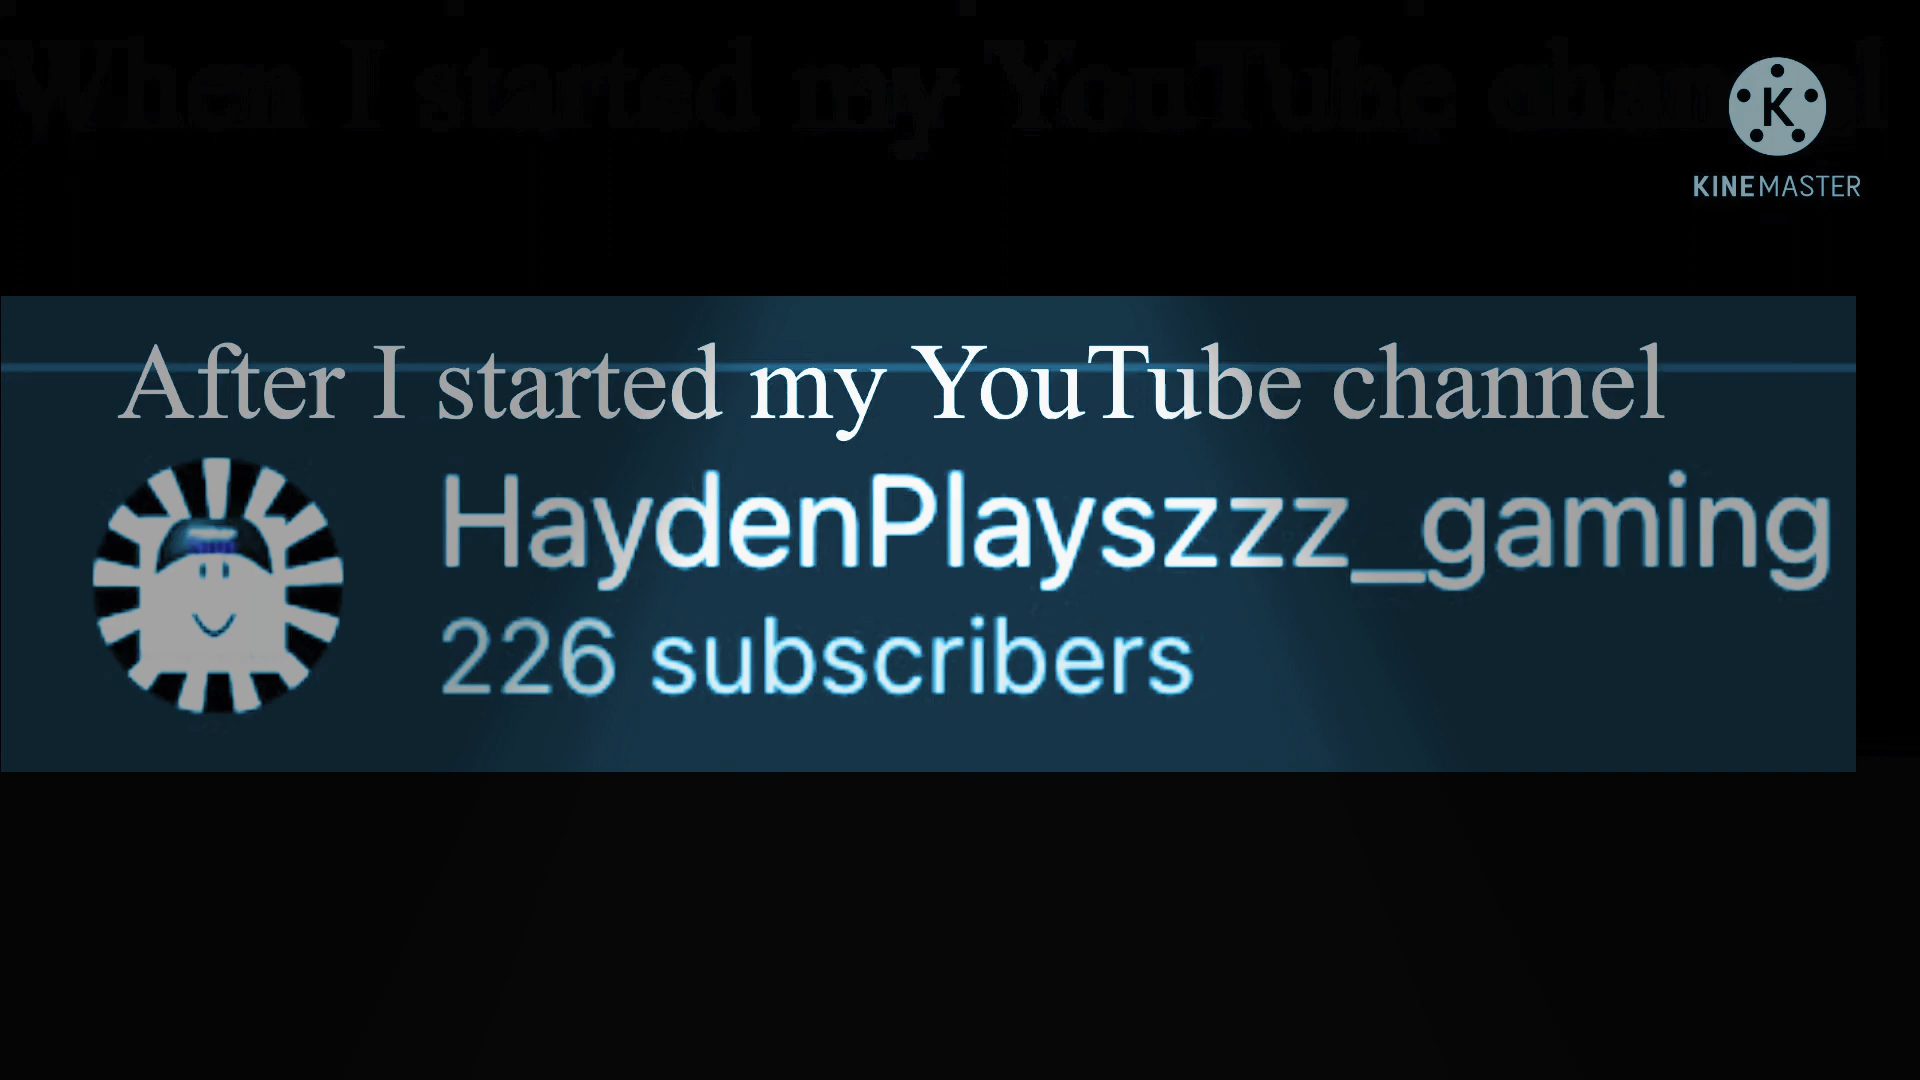 When I started my YouTube channel
K
KINEMASTER
After I started my YouTube channel
HaydenPlayszzz_gaming
226 subscribers